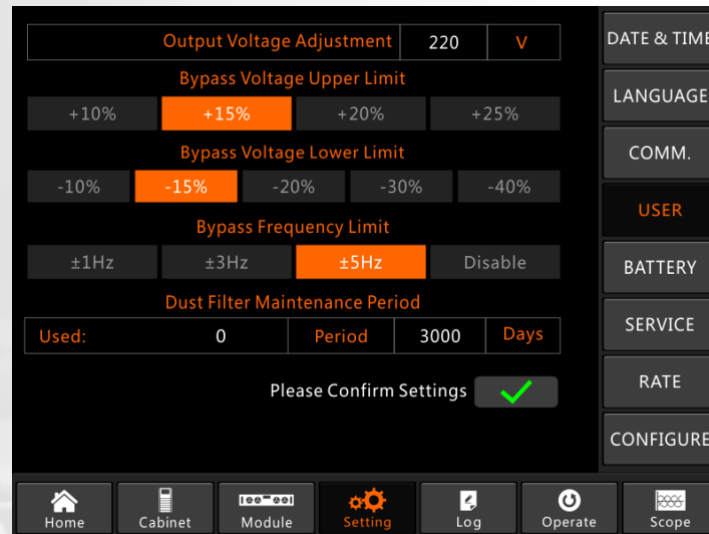 Output Voltage Adjustment 220 V
Bypass Voltage Upper Limit
+10% +15% +20% +25%
Bypass Voltage Lower Limit
-10% -15% -20% -30% -40%
Bypass Frequency Limit
±1Hz ±3Hz ±5Hz Disable
Dust Filter Maintenance Period
Used: 0 Period 3000 Days
Please Confirm Settings
DATE & TIME
LANGUAGE
COMM.
USER
BATTERY
SERVICE
RATE
CONFIGURE
Home Cabinet Module Setting Log Operate Scope